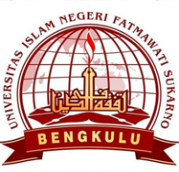 UNIVERSITAS ISLAM NEGERI FATMAWATI SUKARNO
BENGKULU